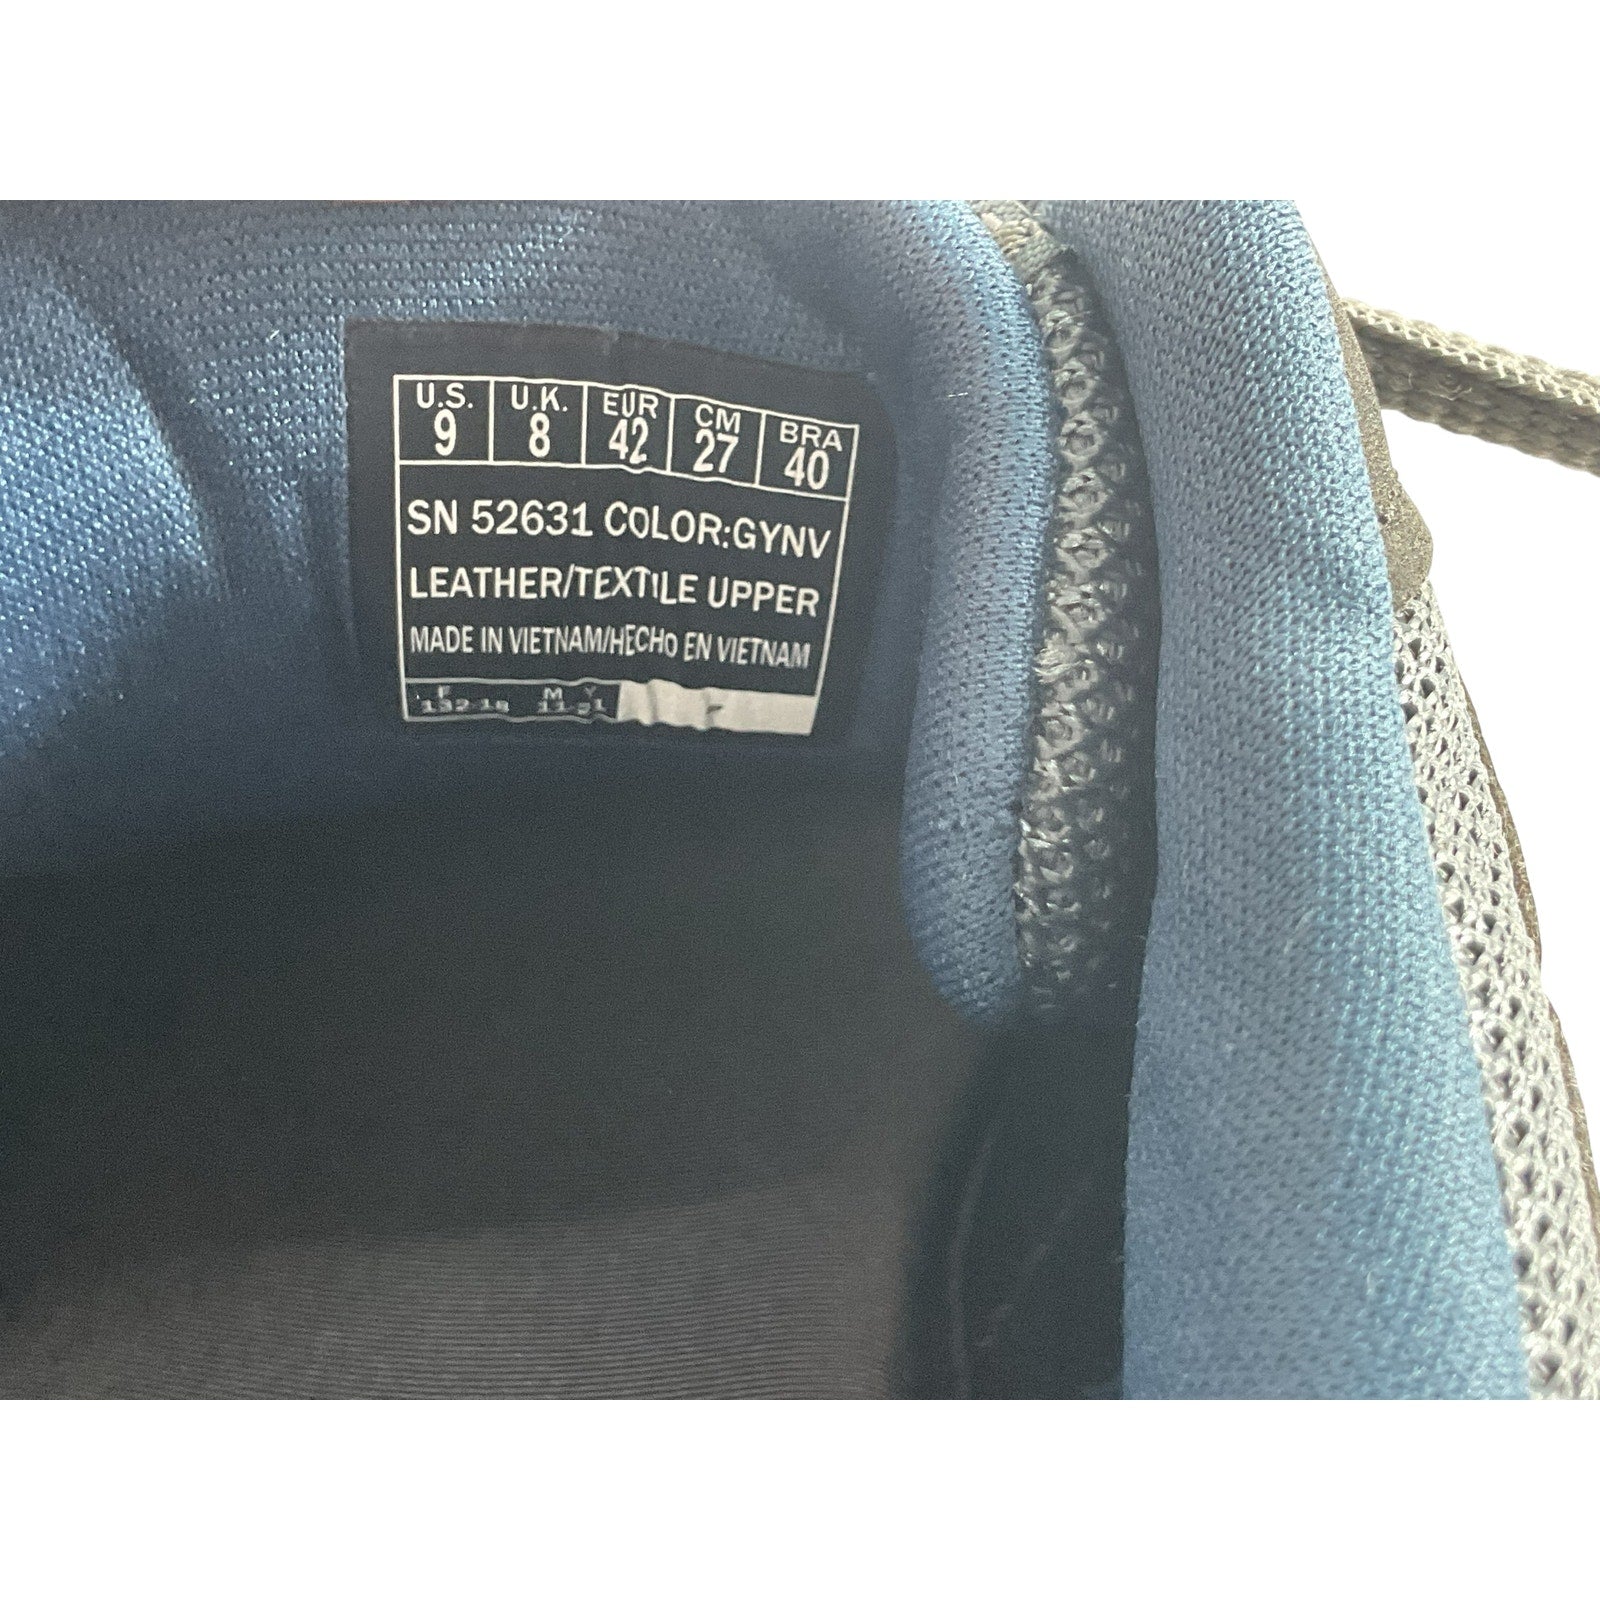 U.S. U.K. EUR CM BRA
9 8 42 27 40
SN 52631 COLOR:GYNV
LEATHER/TEXTILE UPPER
MADE IN VIETNAM/HECHO EN VIETNAM
F M Y
11